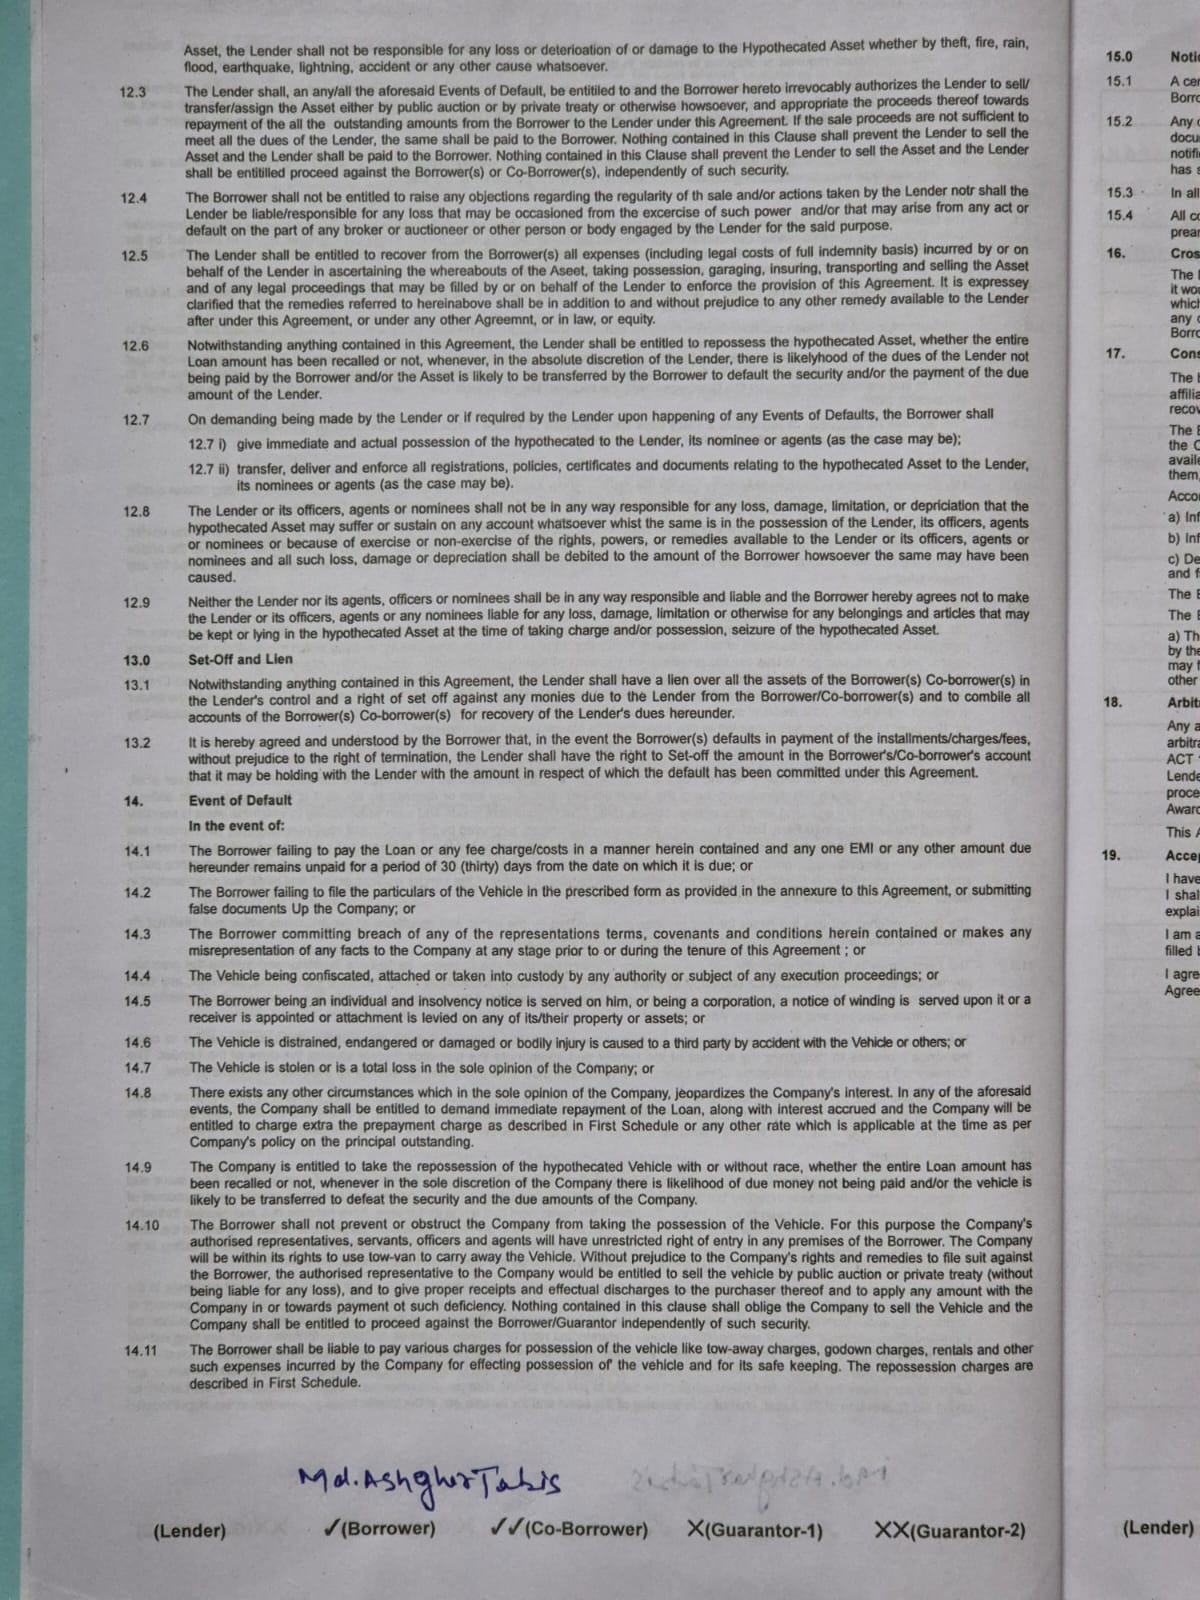 Asset, the Lender shall not be responsible for any loss or deterioation of or damage to the Hypothecated Asset whether by theft, fire, rain,
flood, earthquake, lightning, accident or any other cause whatsoever.
12.3 The Lender shall, an any/all the aforesaid Events of Default, be entitiled to and the Borrower hereto irrevocably authorizes the Lender to sell/
transfer/assign the Asset either by public auction or by private treaty or otherwise howsoever, and appropriate the proceeds thereof towards
repayment of the all the outstanding amounts from the Borrower to the Lender under this Agreement. If the sale proceeds are not sufficient to
meet all the dues of the Lender, the same shall be paid to the Borrower. Nothing contained in this Clause shall prevent the Lender to sell the
Asset and the Lender shall be paid to the Borrower. Nothing contained in this Clause shall prevent the Lender to sell the Asset and the Lender
shall be entitilled proceed against the Borrower(s) or Co-Borrower(s), independently of such security.
12.4 The Borrower shall not be entitled to raise any objections regarding the regularity of th sale and/or actions taken by the Lender notr shall the
Lender be liable/responsible for any loss that may be occasioned from the excercise of such power and/or that may arise from any act or
default on the part of any broker or auctioneer or other person or body engaged by the Lender for the said purpose.
12.5 The Lender shall be entitled to recover from the Borrower(s) all expenses (including legal costs of full indemnity basis) incurred by or on
behalf of the Lender in ascertaining the whereabouts of the Aseet, taking possession, garaging, insuring, transporting and selling the Asset
and of any legal proceedings that may be filled by or on behalf of the Lender to enforce the provision of this Agreement. It is expressey
clarified that the remedies referred to hereinabove shall be in addition to and without prejudice to any other remedy available to the Lender
after under this Agreement, or under any other Agreemnt, or in law, or equity.
12.6 Notwithstanding anything contained in this Agreement, the Lender shall be entitled to repossess the hypothecated Asset, whether the entire
Loan amount has been recalled or not, whenever, in the absolute discretion of the Lender, there is likelyhood of the dues of the Lender not
being paid by the Borrower and/or the Asset is likely to be transferred by the Borrower to default the security and/or the payment of the due
amount of the Lender.
12.7 On demanding being made by the Lender or if required by the Lender upon happening of any Events of Defaults, the Borrower shall
12.7 i) give immediate and actual possession of the hypothecated to the Lender, its nominee or agents (as the case may be);
12.7 ii) transfer, deliver and enforce all registrations, policies, certificates and documents relating to the hypothecated Asset to the Lender,
its nominees or agents (as the case may be).
12.8 The Lender or its officers, agents or nominees shall not be in any way responsible for any loss, damage, limitation, or depriciation that the
hypothecated Asset may suffer or sustain on any account whatsoever whist the same is in the possession of the Lender, its officers, agents
or nominees or because of exercise or non-exercise of the rights, powers, or remedies available to the Lender or its officers, agents or
nominees and all such loss, damage or depreciation shall be debited to the amount of the Borrower howsoever the same may have been
caused.
12.9 Neither the Lender nor its agents, officers or nominees shall be in any way responsible and liable and the Borrower hereby agrees not to make
the Lender or its officers, agents or any nominees liable for any loss, damage, limitation or otherwise for any belongings and articles that may
be kept or lying in the hypothecated Asset at the time of taking charge and/or possession, seizure of the hypothecated Asset.
13.0 Set-Off and Lien
13.1 Notwithstanding anything contained in this Agreement, the Lender shall have a lien over all the assets of the Borrower(s) Co-borrower(s) in
the Lender's control and a right of set off against any monies due to the Lender from the Borrower/Co-borrower(s) and to combile all
accounts of the Borrower(s) Co-borrower(s) for recovery of the Lender's dues hereunder.
13.2 It is hereby agreed and understood by the Borrower that, in the event the Borrower(s) defaults in payment of the installments/charges/fees,
without prejudice to the right of termination, the Lender shall have the right to Set-off the amount in the Borrower's/Co-borrower's account
that it may be holding with the Lender with the amount in respect of which the default has been committed under this Agreement.
14. Event of Default
In the event of:
14.1 The Borrower failing to pay the Loan or any fee charge/costs in a manner herein contained and any one EMI or any other amount due
hereunder remains unpaid for a period of 30 (thirty) days from the date on which it is due; or
14.2 The Borrower failing to file the particulars of the Vehicle in the prescribed form as provided in the annexure to this Agreement, or submitting
false documents Up the Company; or
14.3 The Borrower committing breach of any of the representations terms, covenants and conditions herein contained or makes any
misrepresentation of any facts to the Company at any stage prior to or during the tenure of this Agreement ; or
14.4 The Vehicle being confiscated, attached or taken into custody by any authority or subject of any execution proceedings; or
14.5 The Borrower being an individual and insolvency notice is served on him, or being a corporation, a notice of winding is served upon it or a
receiver is appointed or attachment is levied on any of its/their property or assets; or
14.6 The Vehicle is distrained, endangered or damaged or bodily injury is caused to a third party by accident with the Vehicle or others; or
14.7 The Vehicle is stolen or is a total loss in the sole opinion of the Company; or
14.8 There exists any other circumstances which in the sole opinion of the Company, jeopardizes the Company's interest. In any of the aforesaid
events, the Company shall be entitled to demand immediate repayment of the Loan, along with interest accrued and the Company will be
entitled to charge extra the prepayment charge as described in First Schedule or any other rate which is applicable at the time as per
Company's policy on the principal outstanding.
14.9 The Company is entitled to take the repossession of the hypothecated Vehicle with or without race, whether the entire Loan amount has
been recalled or not, whenever in the sole discretion of the Company there is likelihood of due money not being paid and/or the vehicle is
likely to be transferred to defeat the security and the due amounts of the Company.
14.10 The Borrower shall not prevent or obstruct the Company from taking the possession of the Vehicle. For this purpose the Company's
authorised representatives, servants, officers and agents will have unrestricted right of entry in any premises of the Borrower. The Company
will be within its rights to use tow-van to carry away the Vehicle. Without prejudice to the Company's rights and remedies to file suit against
the Borrower, the authorised representative to the Company would be entitled to sell the vehicle by public auction or private treaty (without
being liable for any loss), and to give proper receipts and effectual discharges to the purchaser thereof and to apply any amount with the
Company in or towards payment ot such deficiency. Nothing contained in this clause shall oblige the Company to sell the Vehicle and the
Company shall be entitled to proceed against the Borrower/Guarantor independently of such security.
14.11 The Borrower shall be liable to pay various charges for possession of the vehicle like tow-away charges, godown charges, rentals and other
such expenses incurred by the Company for effecting possession of the vehicle and for its safe keeping. The repossession charges are
described in First Schedule.
Md. Ashgher Tabis
(Lender) ✓(Borrower) ✓✓(Co-Borrower) X(Guarantor-1) XX(Guarantor-2)
15.0
15.1 A
15.2 Any
has
15.3 In all
15.4 All
16.
The
it
which
any
17.
The
The
the
them,
a)
b)
c)
and
The
The
a)
by the
may
other
18.
Any
ACT
This
19.
I have
I
I am
filled
I
(Lender)